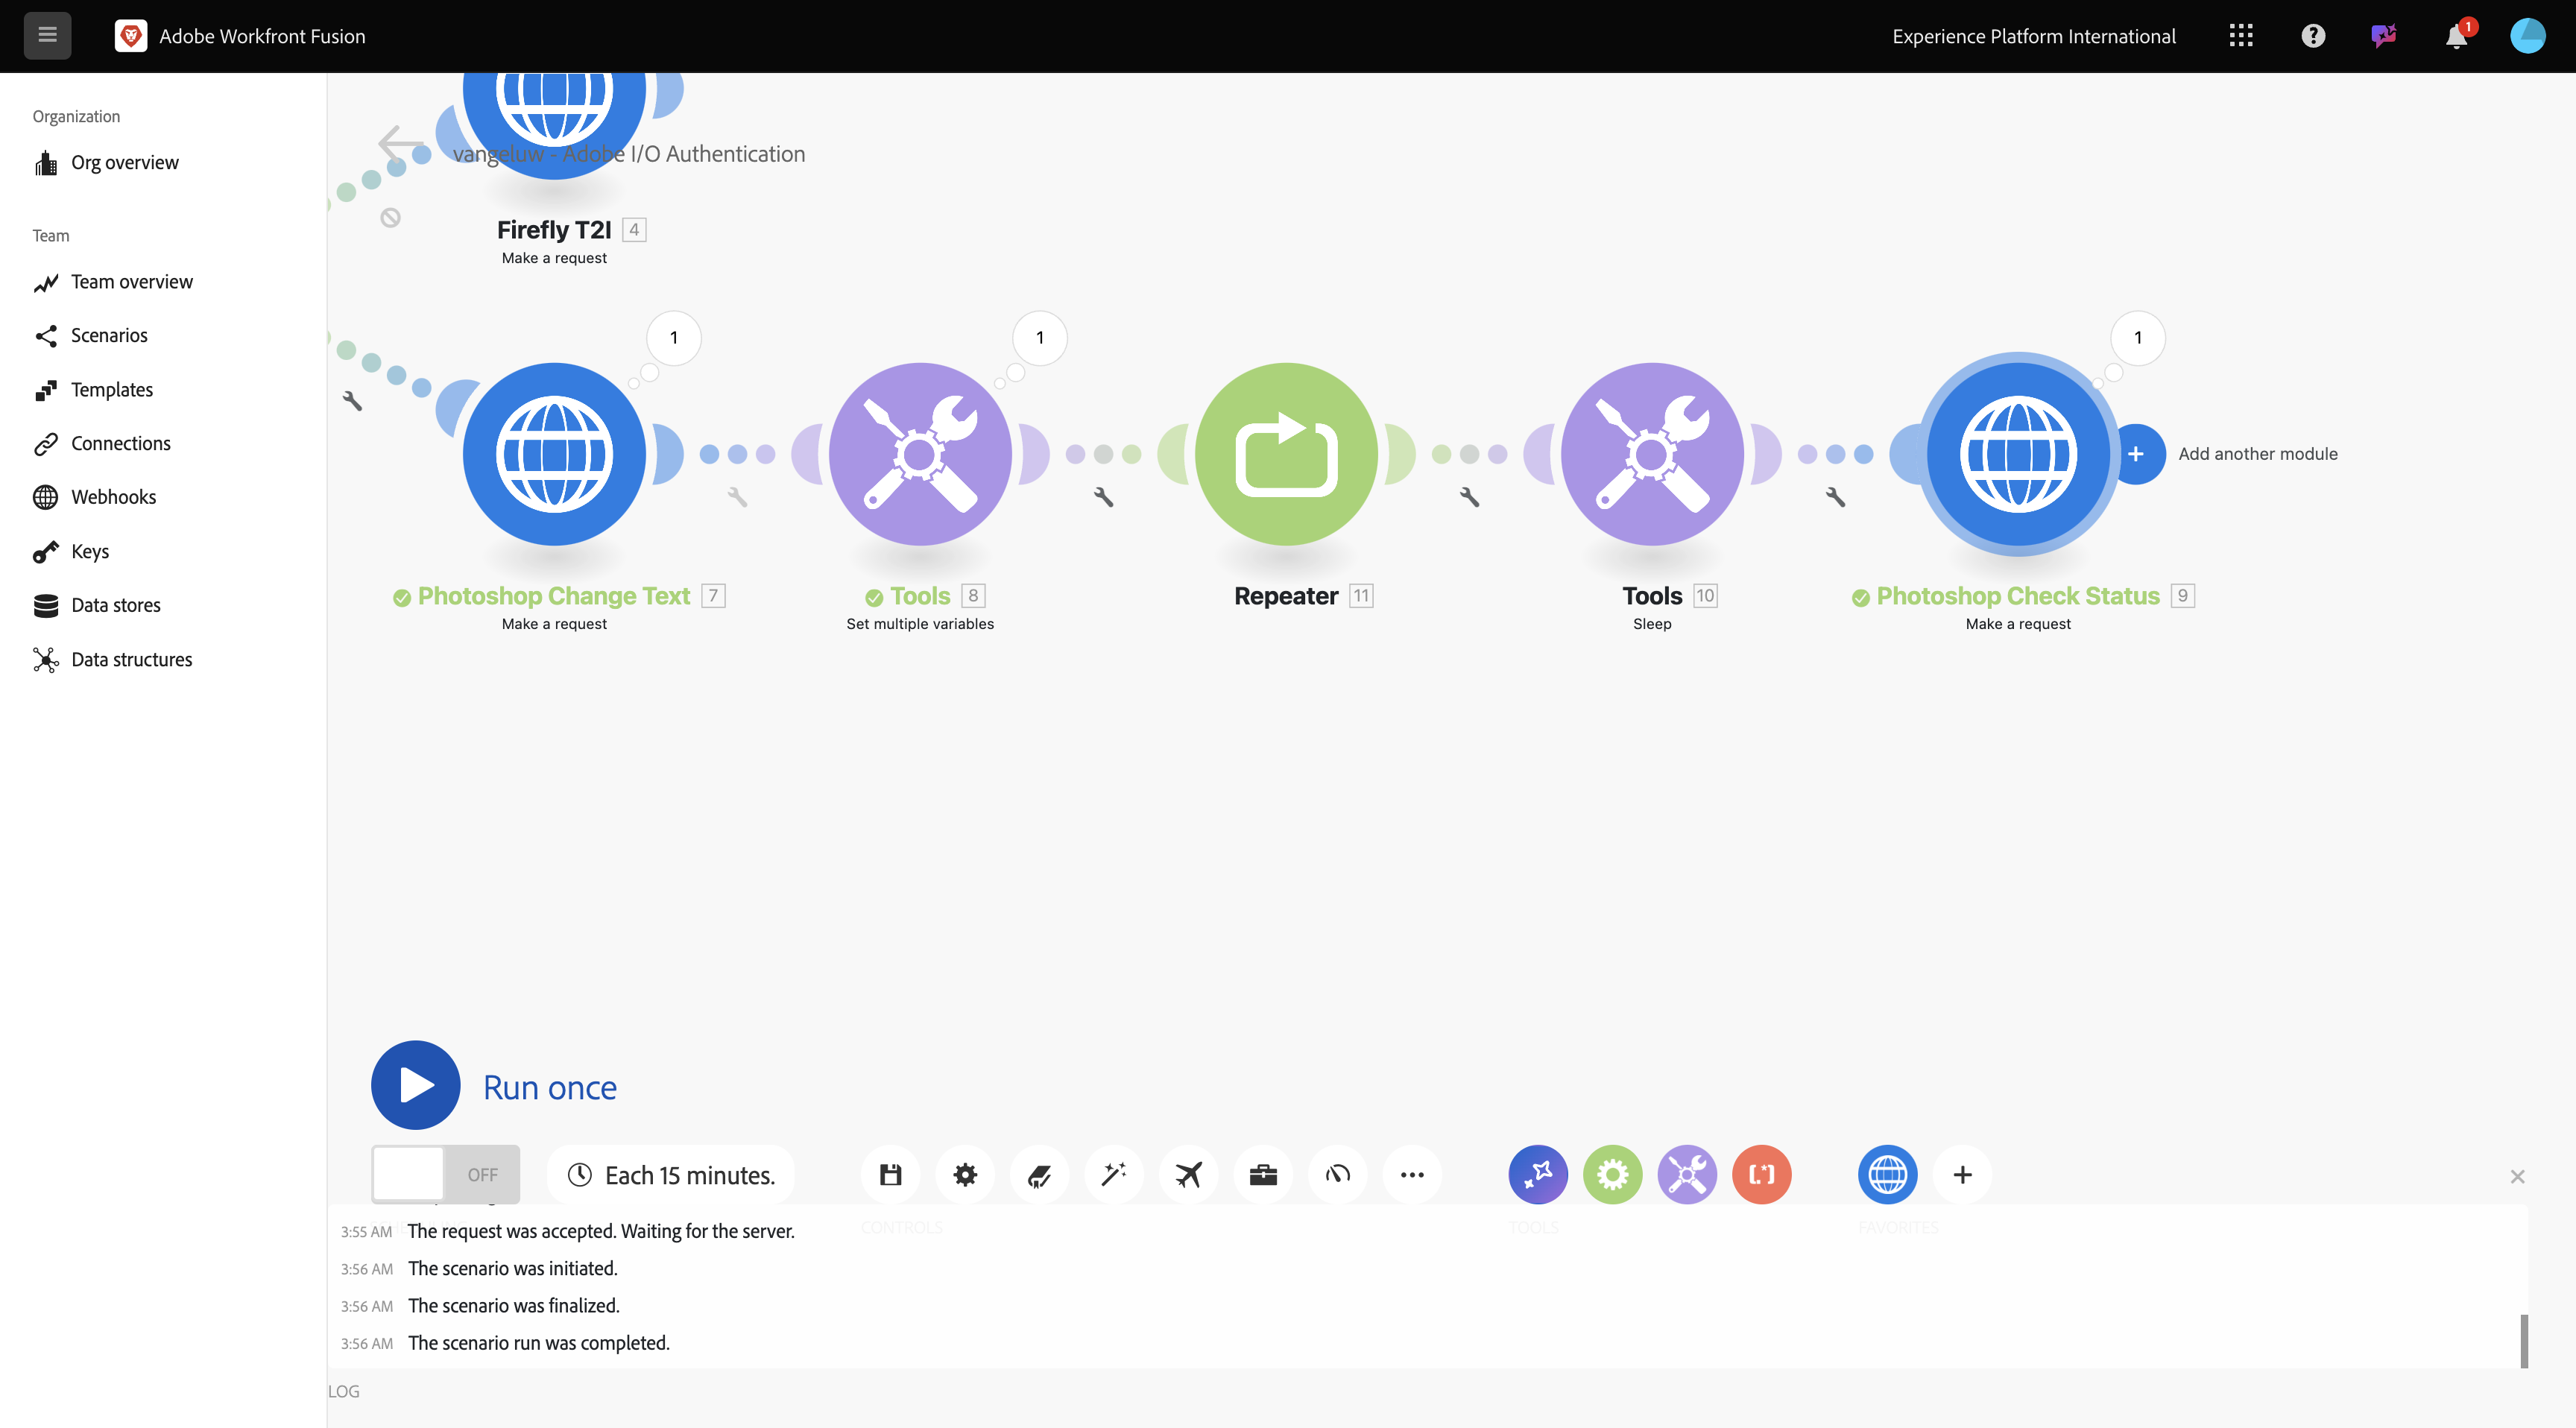 Adobe Workfront Fusion
Experience Platform International
1
Organization
Org overview
Team
Team overview
Scenarios
Templates
Connections
Webhooks
Keys
Data stores
Data structures
vangeluw - Adobe I/O Authentication
Firefly T2I 4
Make a request
1
1
1
Add another module
Photoshop Change Text 7
Make a request
Tools 8
Set multiple variables
Repeater 11
Tools 10
Sleep
Photoshop Check Status 9
Make a request
Run once
OFF
Each 15 minutes.
CONTROLS
TOOLS
FAVORITES
3:55 AM The request was accepted. Waiting for the server.
3:56 AM The scenario was initiated.
3:56 AM The scenario was finalized.
3:56 AM The scenario run was completed.
LOG